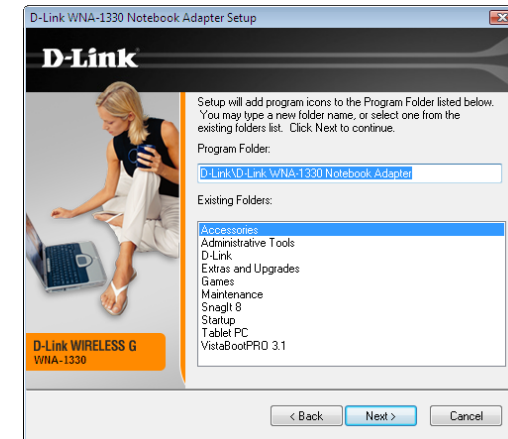 D-Link WNA-1330 Notebook Adapter Setup
D-Link
Setup will add program icons to the Program Folder listed below.
You may type a new folder name, or select one from the
existing folders list. Click Next to continue.
Program Folder:
D-Link\D-Link WNA-1330 Notebook Adapter
Existing Folders:
Accessories
Administrative Tools
D-Link
Extras and Upgrades
Games
Maintenance
SnagIt 8
Startup
Tablet PC
VistaBootPRO 3.1
D-Link WIRELESS G
WNA-1330
< Back
Next >
Cancel